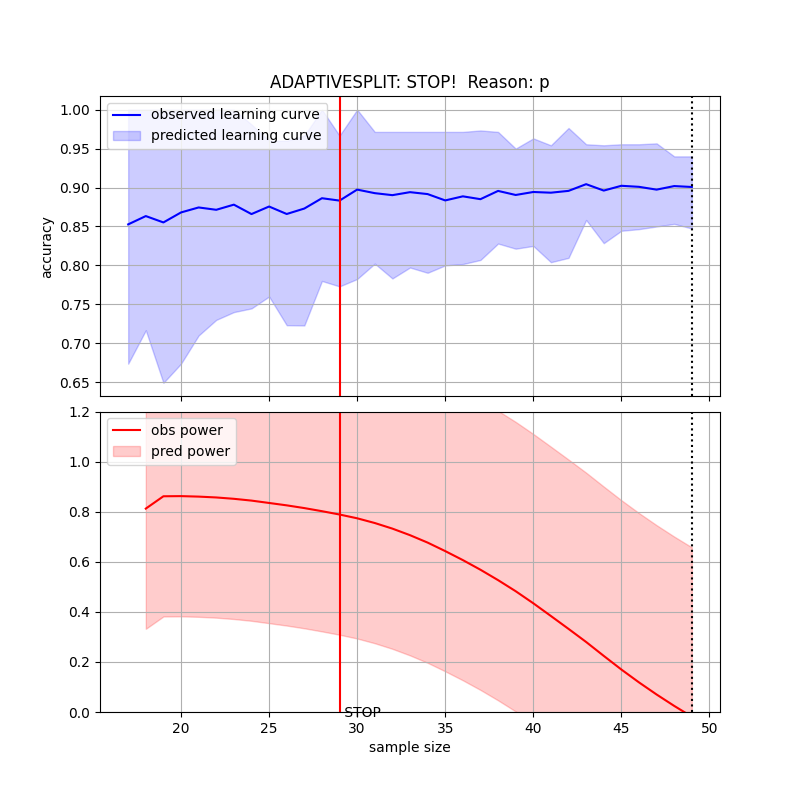 ADAPTIVESPLIT: STOP!  Reason: p
1.00
0.95
0.90
0.85
0.80
0.75
0.70
0.65
accuracy
observed learning curve
predicted learning curve
1.2
1.0
0.8
0.6
0.4
0.2
0.0
obs power
pred power
STOP
20
25
30
35
40
45
50
sample size